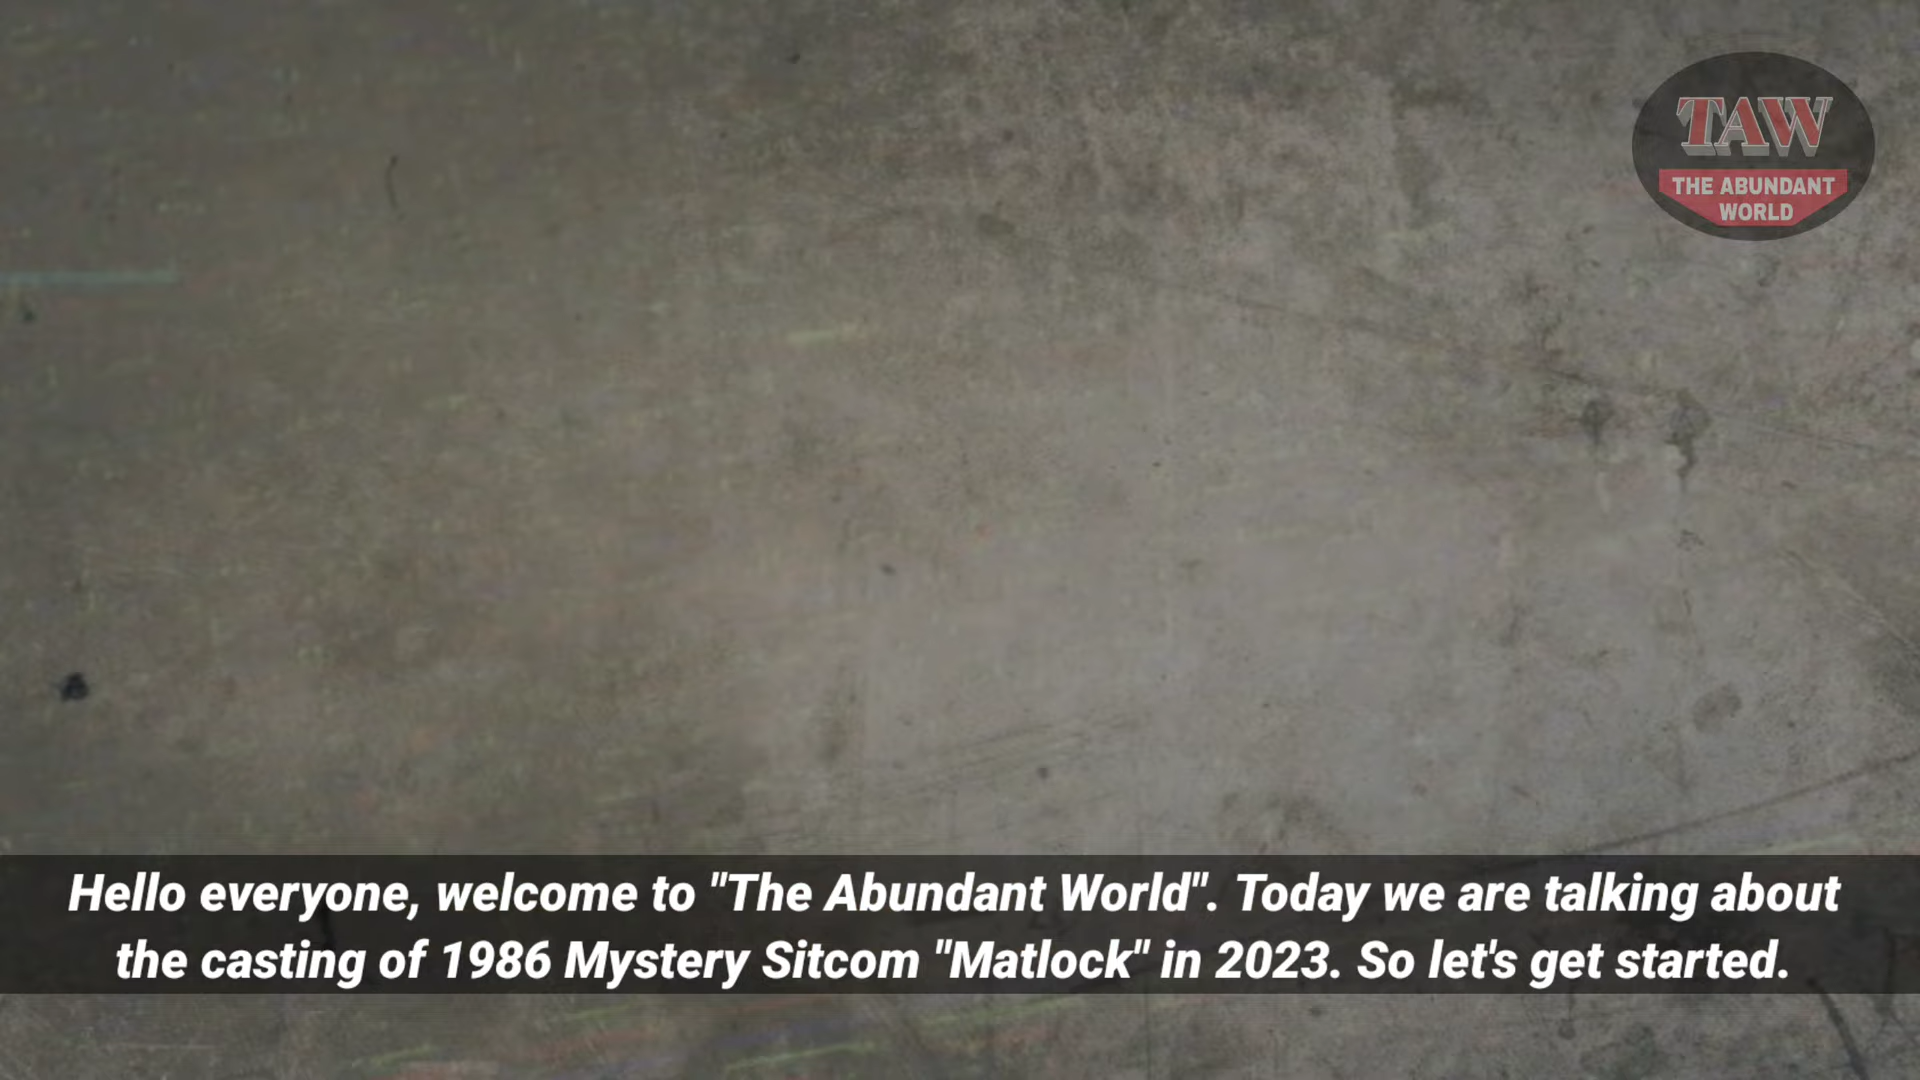 TAW
THE ABUNDANT
WORLD
Hello everyone, welcome to "The Abundant World". Today we are talking about
the casting of 1986 Mystery Sitcom "Matlock" in 2023. So let's get started.